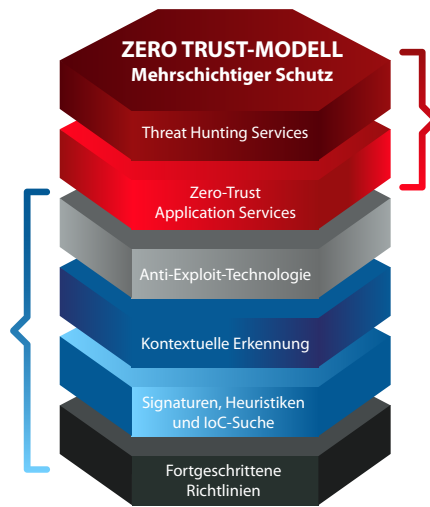 ZERO TRUST-MODELL
Mehrschichtiger Schutz
Threat Hunting Services
Zero-Trust
Application Services
Anti-Exploit-Technologie
Kontextuelle Erkennung
Signaturen, Heuristiken
und IoC-Suche
Fortgeschrittene
Richtlinien